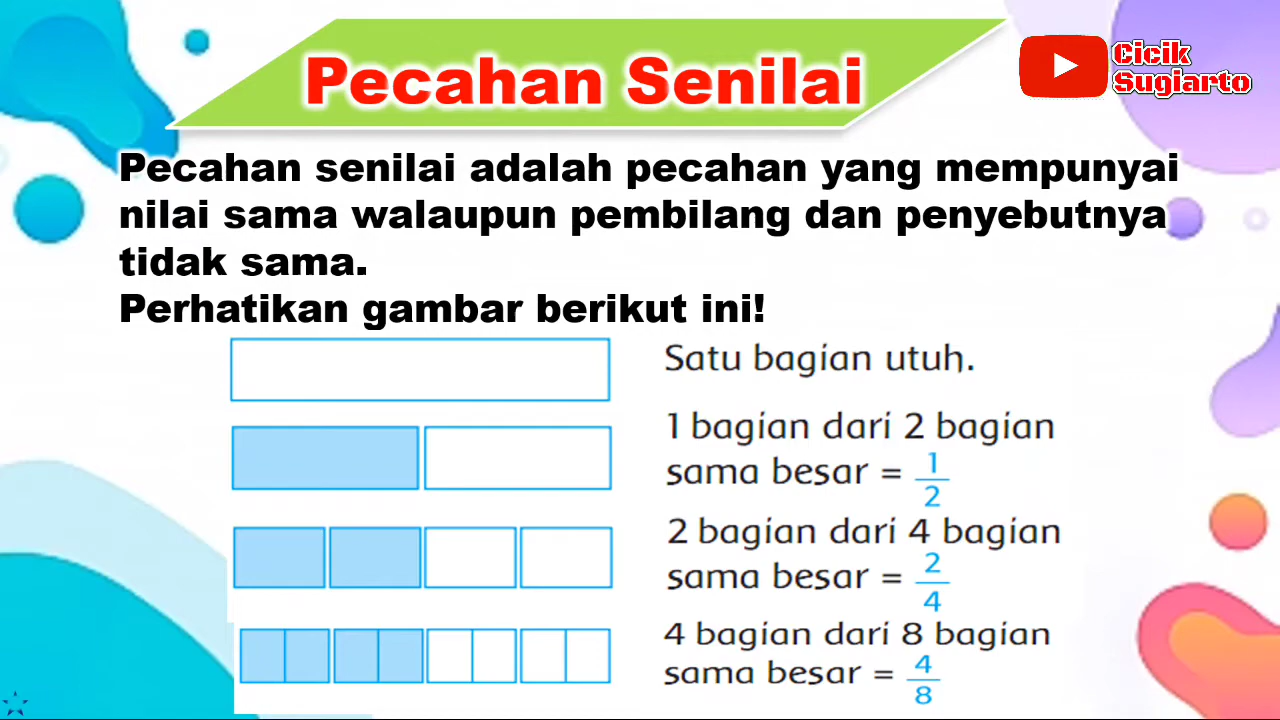 Pecahan Senilai
Cicik
Sugiarto
Pecahan senilai adalah pecahan yang mempunyai
nilai sama walaupun pembilang dan penyebutnya
tidak sama.
Perhatikan gambar berikut ini!
Satu bagian utuh.
1 bagian dari 2 bagian
sama besar = 1/2
2 bagian dari 4 bagian
sama besar = 2/4
4 bagian dari 8 bagian
sama besar = 4/8